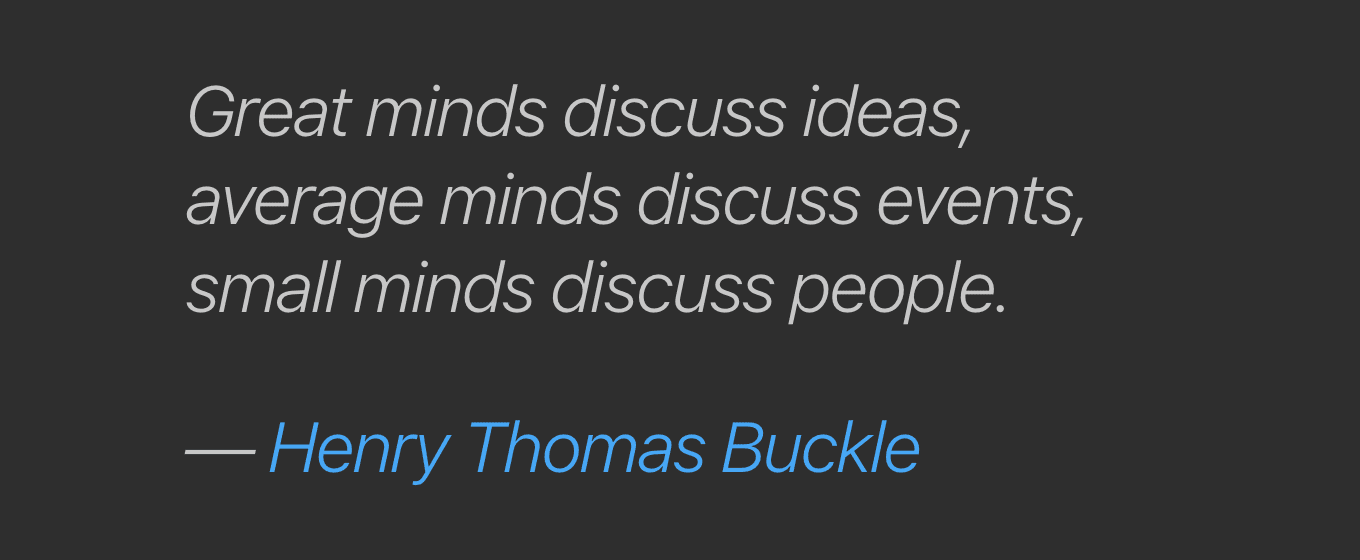 Great minds discuss ideas,
average minds discuss events,
small minds discuss people.
— Henry Thomas Buckle